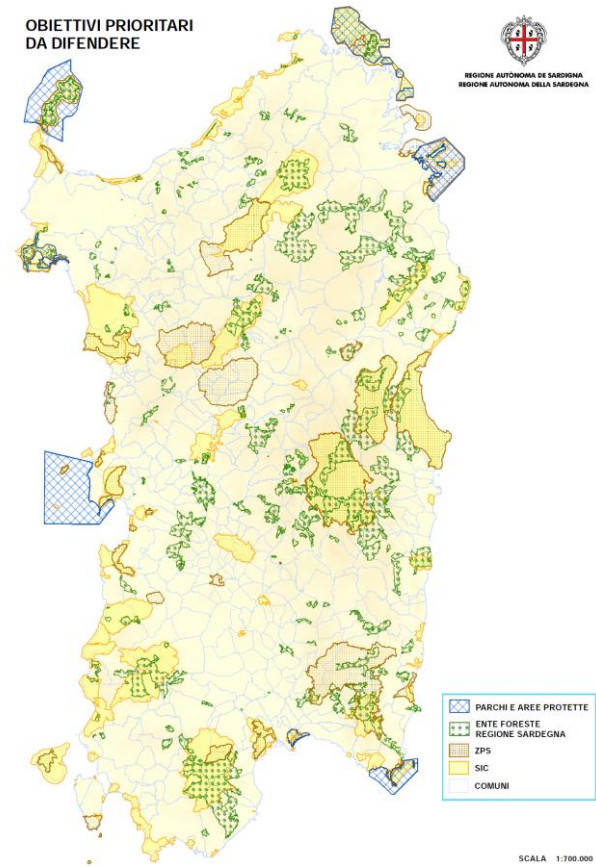 OBIETTIVI PRIORITARI
DA DIFENDERE
REGIONE AUTÒNOMA DE SARDIGNA
REGIONE AUTONOMA DELLA SARDEGNA
PARCHI E AREE PROTETTE
ENTE FORESTE
REGIONE SARDEGNA
ZPS
SIC
COMUNI
SCALA 1:700.000